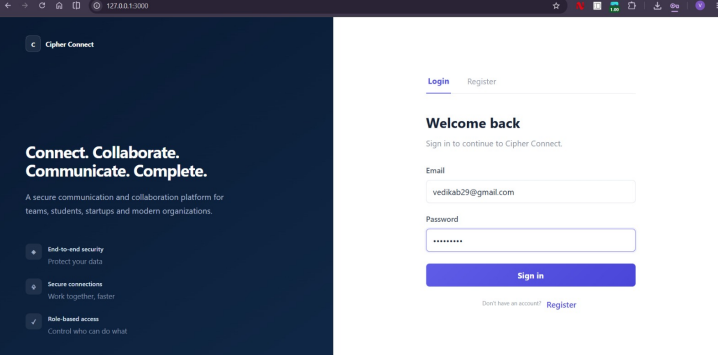 127.0.0.1:3000
1.00
V
C
Cipher Connect
Connect. Collaborate.
Communicate. Complete.
A secure communication and collaboration platform for
teams, students, startups and modern organizations.
End-to-end security
Protect your data
Secure connections
Work together, faster
Role-based access
Control who can do what
Login
Register
Welcome back
Sign in to continue to Cipher Connect.
Email
vedikab29@gmail.com
Password
•••••••••
Sign in
Don't have an account? Register